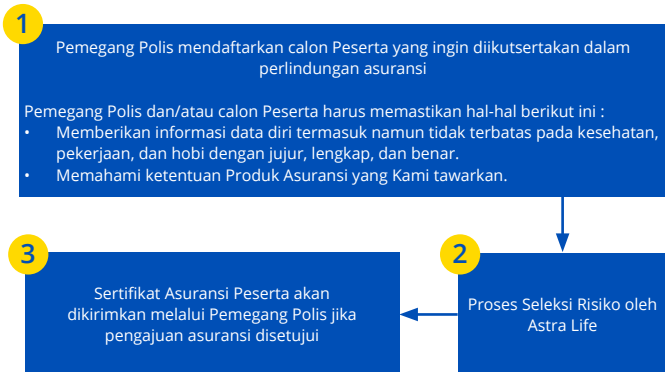 1
Pemegang Polis mendaftarkan calon Peserta yang ingin diikutsertakan dalam
perlindungan asuransi
Pemegang Polis dan/atau calon Peserta harus memastikan hal-hal berikut ini :
• Memberikan informasi data diri termasuk namun tidak terbatas pada kesehatan,
pekerjaan, dan hobi dengan jujur, lengkap, dan benar.
• Memahami ketentuan Produk Asuransi yang Kami tawarkan.
2
Proses Seleksi Risiko oleh
Astra Life
3
Sertifikat Asuransi Peserta akan
dikirimkan melalui Pemegang Polis jika
pengajuan asuransi disetujui